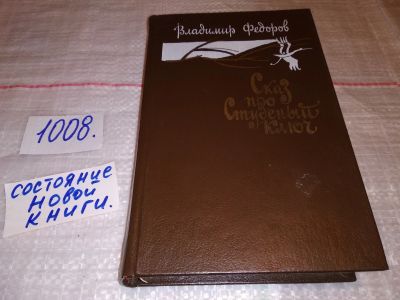 Владимир Федоров
Сказ
про
Студеный
ключ
1008.
состояние
новой
книги.